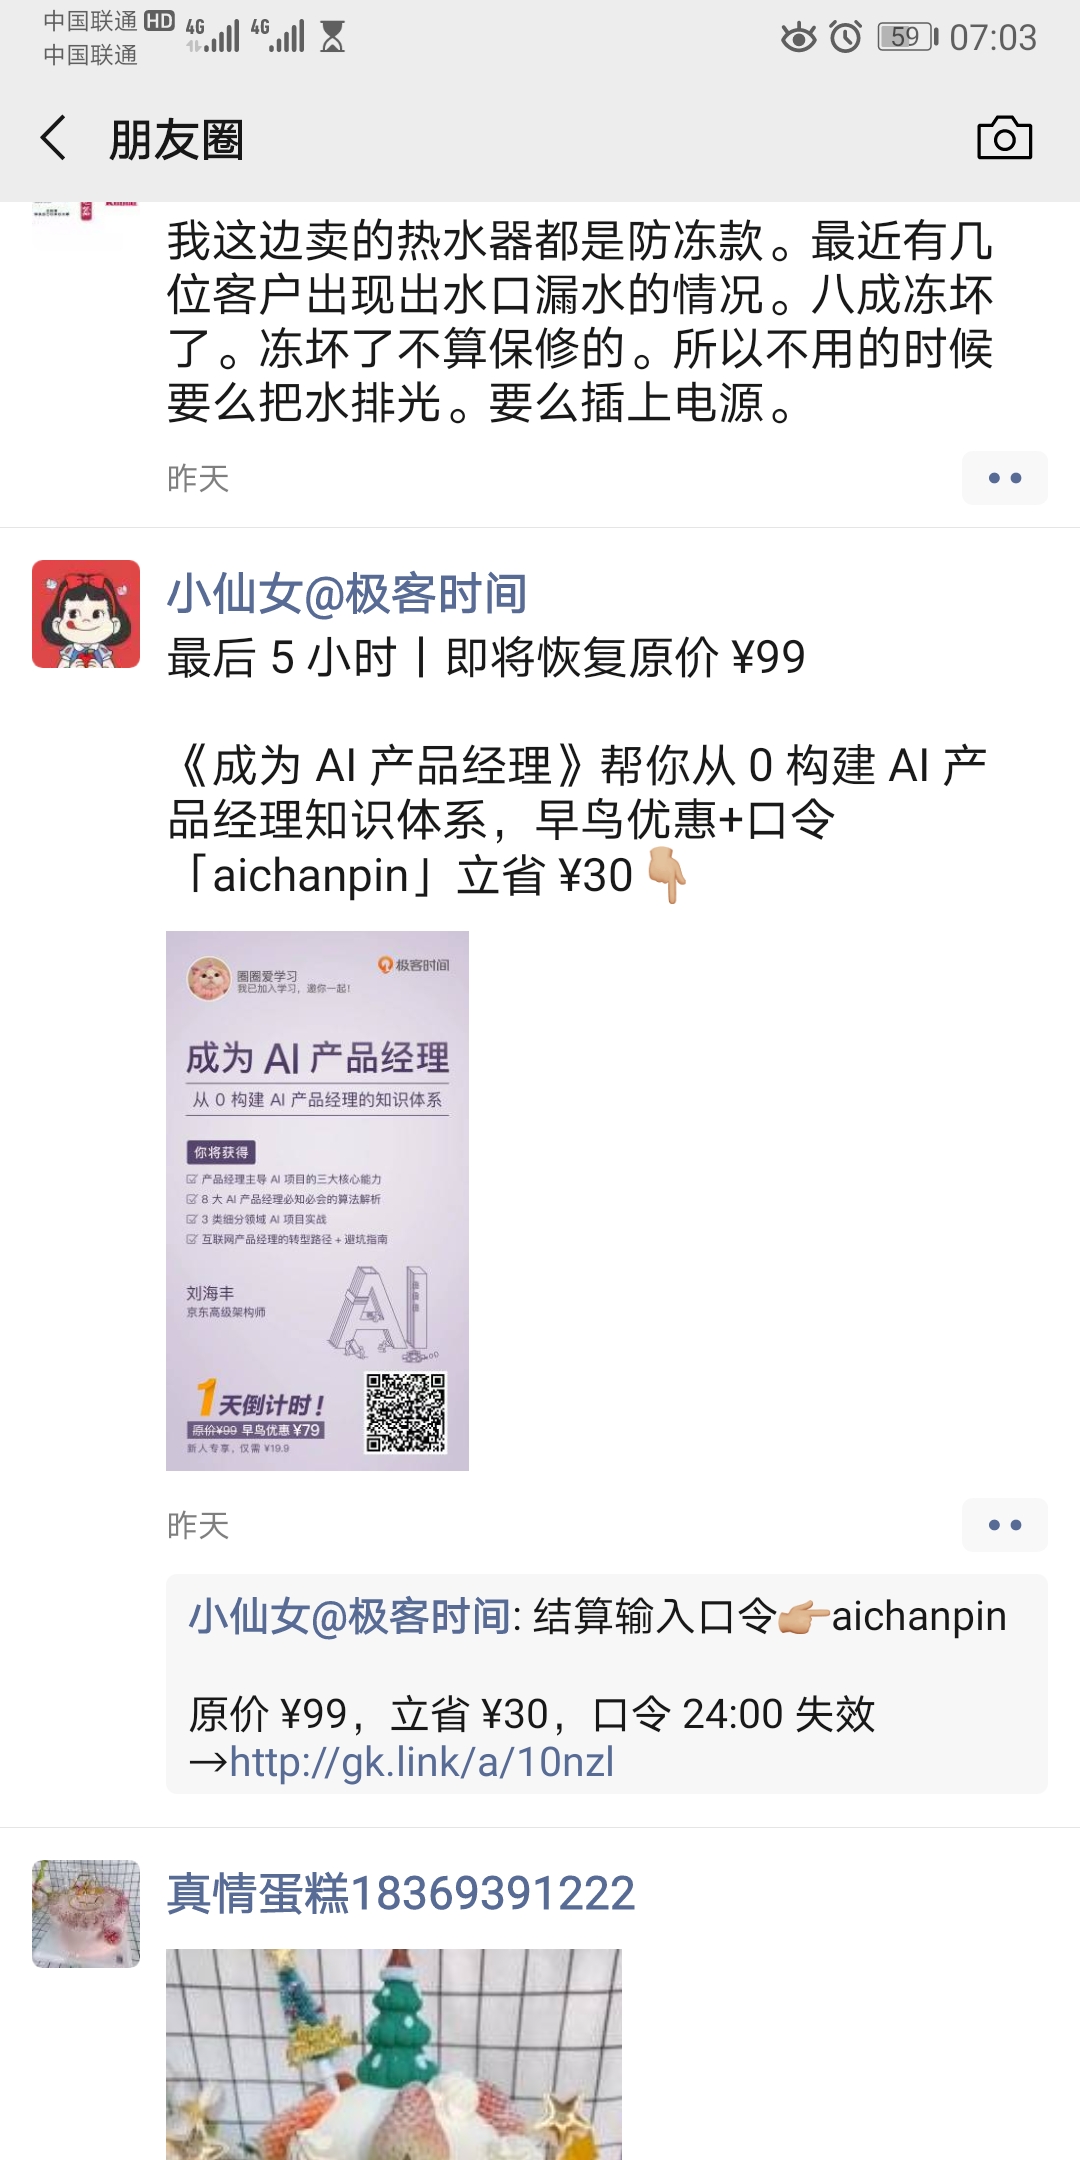 中国联通 HD 4G 4G 59 07:03
中国联通
朋友圈
我这边卖的热水器都是防冻款。最近有几
位客户出现出水口漏水的情况。八成冻坏
了。冻坏了不算保修的。所以不用的时候
要么把水排光。要么插上电源。
昨天
小仙女@极客时间
最后 5 小时丨即将恢复原价 ¥99
《成为 AI 产品经理》帮你从 0 构建 AI 产
品经理知识体系，早鸟优惠+口令
「aichanpin」立省 ¥30👇
圈圈爱学习
我已加入学习，邀你一起！
极客时间
成为 AI 产品经理
从 0 构建 AI 产品经理的知识体系
你将获得
产品经理主导 AI 项目的三大核心能力
8 大 AI 产品经理必知必会的算法解析
3 类细分领域 AI 项目实战
互联网产品经理的转型路径 + 避坑指南
刘海丰
京东高级架构师
AI
1天倒计时！
原价¥99 早鸟优惠 ¥79
新人专享，仅需 ¥19.9
昨天
小仙女@极客时间: 结算输入口令👉aichanpin
原价 ¥99，立省 ¥30，口令 24:00 失效
→http://gk.link/a/10nzl
真情蛋糕18369391222